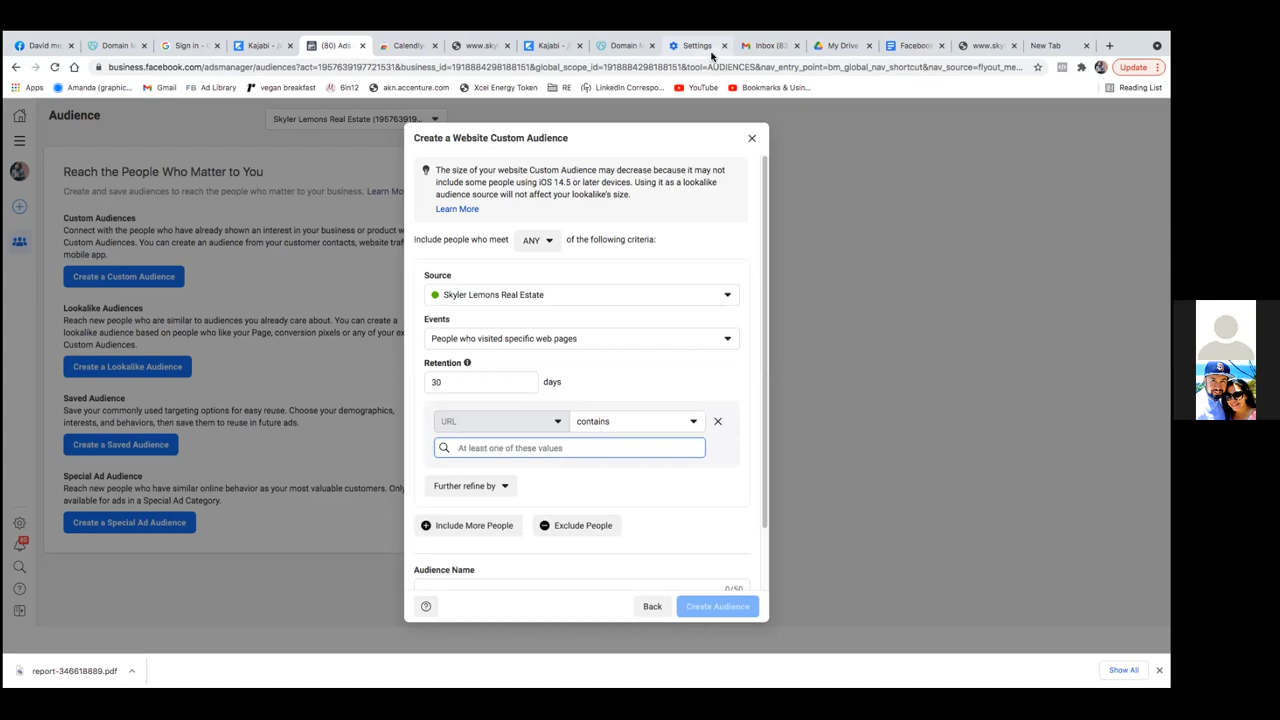 David me
Domain M
Sign in - C
Kajabi - A
(80) Ads
Calendly
www.skyl
Kajabi - A
Domain M
Settings
Inbox (83
My Drive
Facebook
www.sky
New Tab
business.facebook.com/adsmanager/audiences?act=1957639197721531&business_id=1918884298188151&global_scope_id=1918884298188151&tool=AUDIENCES&nav_entry_point=bm_global_nav_shortcut&nav_source=flyout_me...
Update
Apps
Amanda (graphic...
Gmail
Ad Library
vegan breakfast
6in12
akn.accenture.com
Xcel Energy Token
RE
LinkedIn Correspo...
YouTube
Bookmarks & Usin...
Reading List
Audience
Skyler Lemons Real Estate (195763919...
Reach the People Who Matter to You
Create and save audiences to reach the people who matter to your business. Learn Mo
Custom Audiences
Connect with the people who have already shown an interest in your business or product w
Custom Audiences. You can create an audience from your customer contacts, website traf
mobile app.
Create a Custom Audience
Lookalike Audiences
Reach new people who are similar to audiences you already care about. You can create a
lookalike audience based on people who like your Page, conversion pixels or any of your ex
Custom Audiences.
Create a Lookalike Audience
Saved Audience
Save your commonly used targeting options for easy reuse. Choose your demographics,
interests, and behaviors, then save them to reuse in future ads.
Create a Saved Audience
Special Ad Audience
Reach new people who have similar online behavior as your most valuable customers. Only
available for ads in a Special Ad Category.
Create a Special Ad Audience
Create a Website Custom Audience
The size of your website Custom Audience may decrease because it may not
include some people using iOS 14.5 or later devices. Using it as a lookalike
audience source will not affect your lookalike's size.
Learn More
Include people who meet ANY of the following criteria:
Source
Skyler Lemons Real Estate
Events
People who visited specific web pages
Retention
30 days
URL contains
At least one of these values
Further refine by
Include More People
Exclude People
Audience Name
0/50
Back
Create Audience
report-346618889.pdf
Show All